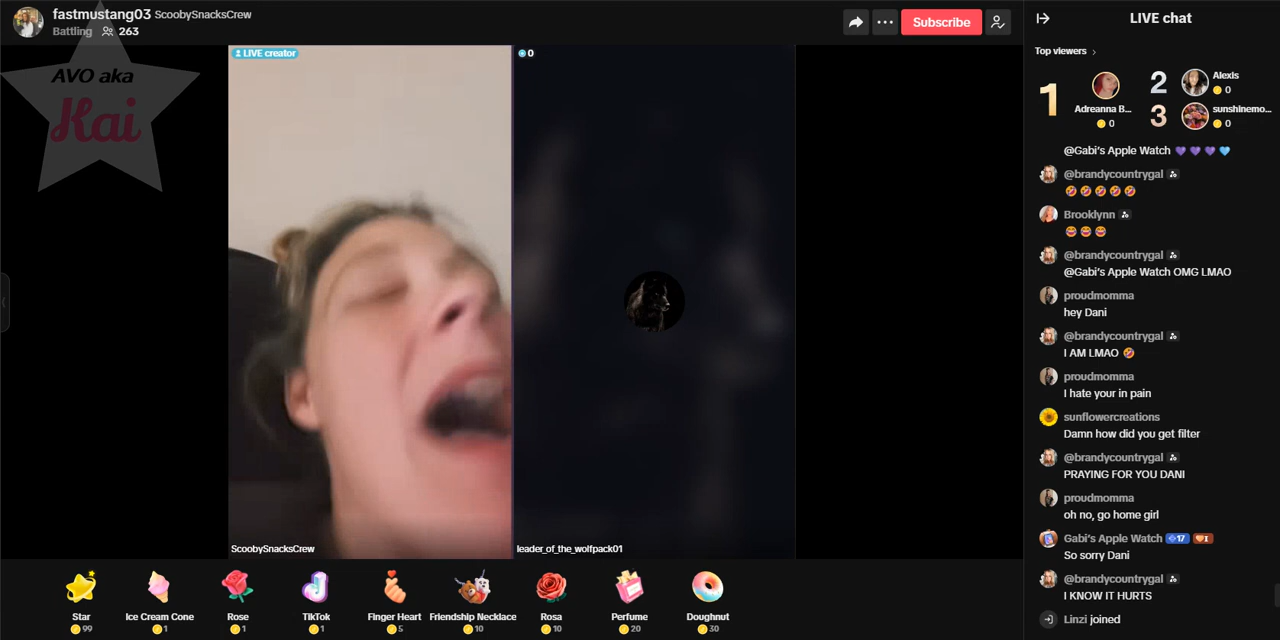 fastmustang03 ScoobySnacksCrew
Battling 263
AVO aka
Kai
Subscribe
LIVE creator
0
ScoobySnacksCrew
leader_of_the_wolfpack01
Star
99
Ice Cream Cone
1
Rose
1
TikTok
1
Finger Heart
5
Friendship Necklace
10
Rosa
10
Perfume
20
Doughnut
30
LIVE chat
Top viewers
1
Adreanna B...
0
2
Alexis
0
3
sunshinemo...
0
@Gabi's Apple Watch 💜 💜 💜 🩵
@brandycountrygal
🤣 🤣 🤣 🤣 🤣
Brooklynn
@brandycountrygal
@Gabi's Apple Watch OMG LMAO
proudmomma
hey Dani
@brandycountrygal
I AM LMAO 🤣
proudmomma
I hate your in pain
sunflowercreations
Damn how did you get filter
@brandycountrygal
PRAYING FOR YOU DANI
proudmomma
oh no, go home girl
Gabi's Apple Watch 17 I
So sorry Dani
@brandycountrygal
I KNOW IT HURTS
Linzi joined